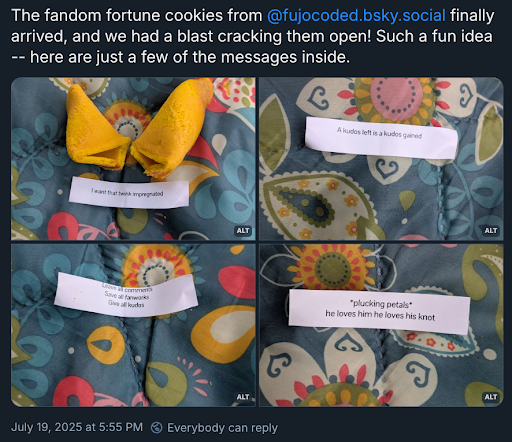 The fandom fortune cookies from @fujocoded.bsky.social finally
arrived, and we had a blast cracking them open! Such a fun idea
-- here are just a few of the messages inside.
I want that twink impregnated
ALT
A kudos left is a kudos gained
ALT
Leave all comments
Save all fanworks
Give all kudos
ALT
*plucking petals*
he loves him he loves his knot
ALT
July 19, 2025 at 5:55 PM Everybody can reply